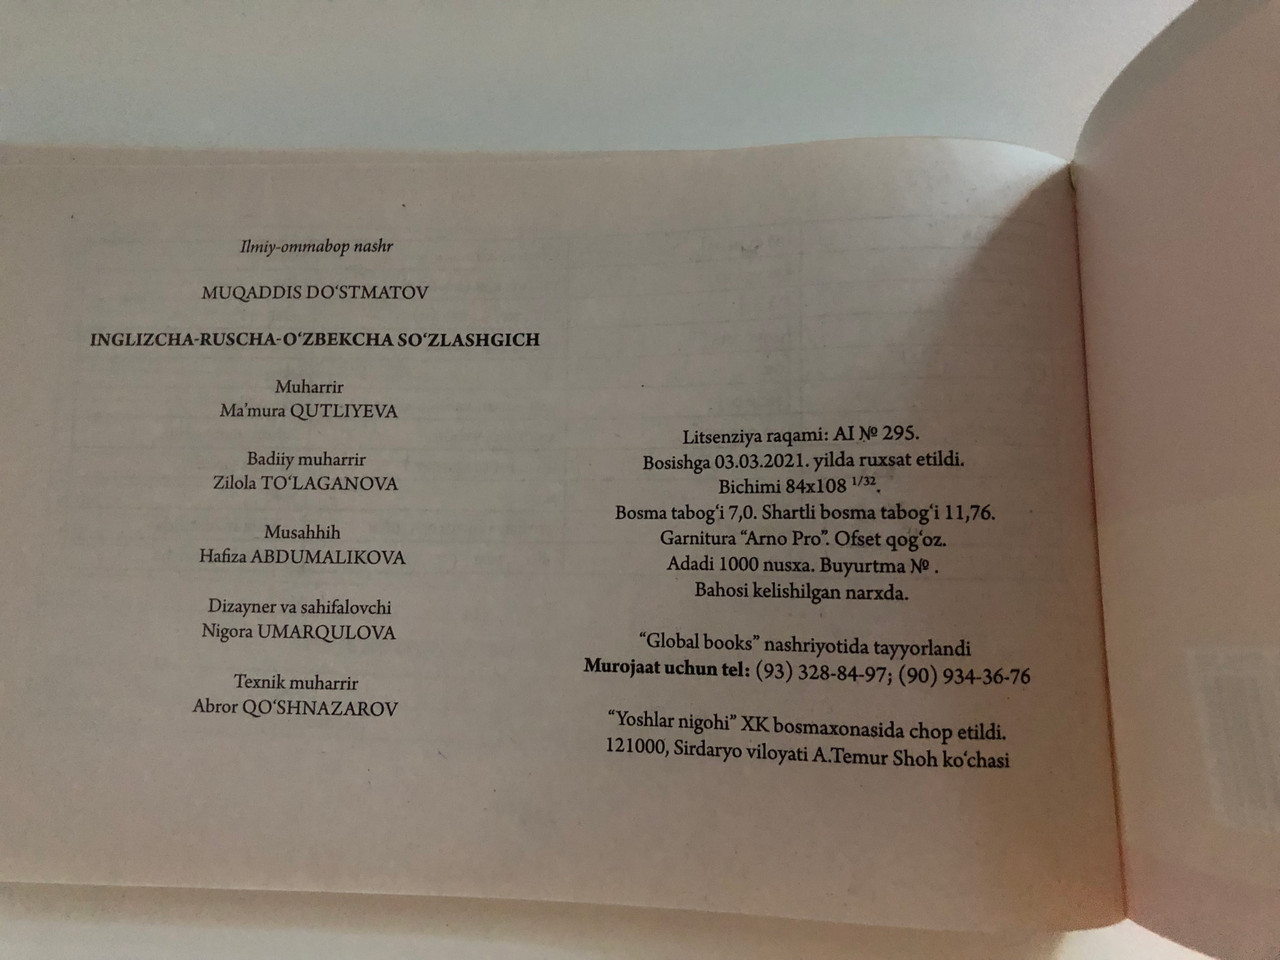 Ilmiy-ommabop nashr
MUQADDIS DO‘STMATOV
INGLIZCHA-RUSCHA-O‘ZBEKCHA SO‘ZLASHGICH
Muharrir
Ma’mura QUTLIYEVA
Badiiy muharrir
Zilola TO‘LAGANOVA
Musahhih
Hafiza ABDUMALIKOVA
Dizayner va sahifalovchi
Nigora UMARQULOVA
Texnik muharrir
Abror QO‘SHNAZAROV
Litsenziya raqami: AI № 295.
Bosishga 03.03.2021. yilda ruxsat etildi.
Bichimi 84x108 1/32.
Bosma tabog‘i 7,0. Shartli bosma tabog‘i 11,76.
Garnitura “Arno Pro”. Ofset qog‘oz.
Adadi 1000 nusxa. Buyurtma № .
Bahosi kelishilgan narxda.
“Global books” nashriyotida tayyorlandi
Murojaat uchun tel: (93) 328-84-97; (90) 934-36-76
“Yoshlar nigohi” XK bosmaxonasida chop etildi.
121000, Sirdaryo viloyati A.Temur Shoh ko‘chasi